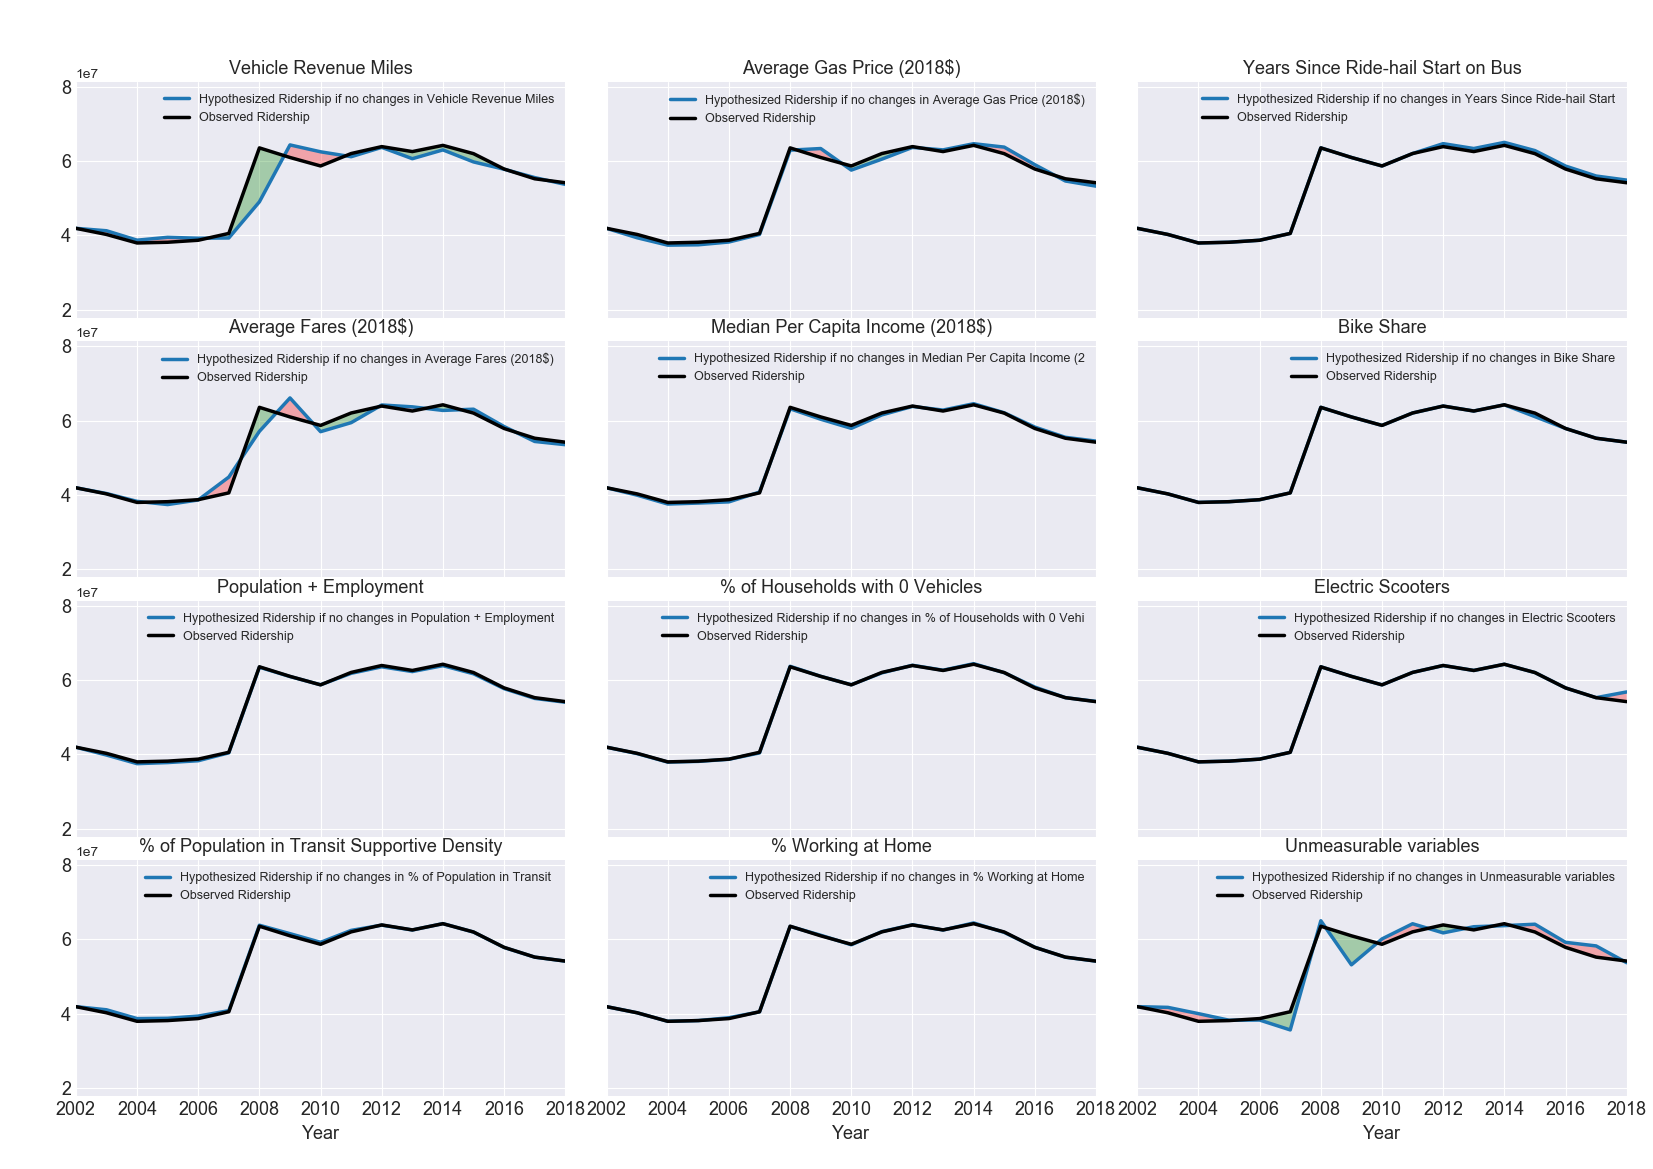 Vehicle Revenue Miles
1e7
8
6
4
2
Hypothesized Ridership if no changes in Vehicle Revenue Miles
Observed Ridership
Average Gas Price (2018$)
Hypothesized Ridership if no changes in Average Gas Price (2018$)
Observed Ridership
Years Since Ride-hail Start on Bus
Hypothesized Ridership if no changes in Years Since Ride-hail Start
Observed Ridership
Average Fares (2018$)
1e7
8
6
4
2
Hypothesized Ridership if no changes in Average Fares (2018$)
Observed Ridership
Median Per Capita Income (2018$)
Hypothesized Ridership if no changes in Median Per Capita Income (2
Observed Ridership
Bike Share
Hypothesized Ridership if no changes in Bike Share
Observed Ridership
Population + Employment
1e7
8
6
4
2
Hypothesized Ridership if no changes in Population + Employment
Observed Ridership
% of Households with 0 Vehicles
Hypothesized Ridership if no changes in % of Households with 0 Vehi
Observed Ridership
Electric Scooters
Hypothesized Ridership if no changes in Electric Scooters
Observed Ridership
% of Population in Transit Supportive Density
1e7
8
6
4
2
Hypothesized Ridership if no changes in % of Population in Transit
Observed Ridership
2002 2004 2006 2008 2010 2012 2014 2016 2018
Year
% Working at Home
Hypothesized Ridership if no changes in % Working at Home
Observed Ridership
2002 2004 2006 2008 2010 2012 2014 2016 2018
Year
Unmeasurable variables
Hypothesized Ridership if no changes in Unmeasurable variables
Observed Ridership
2002 2004 2006 2008 2010 2012 2014 2016 2018
Year